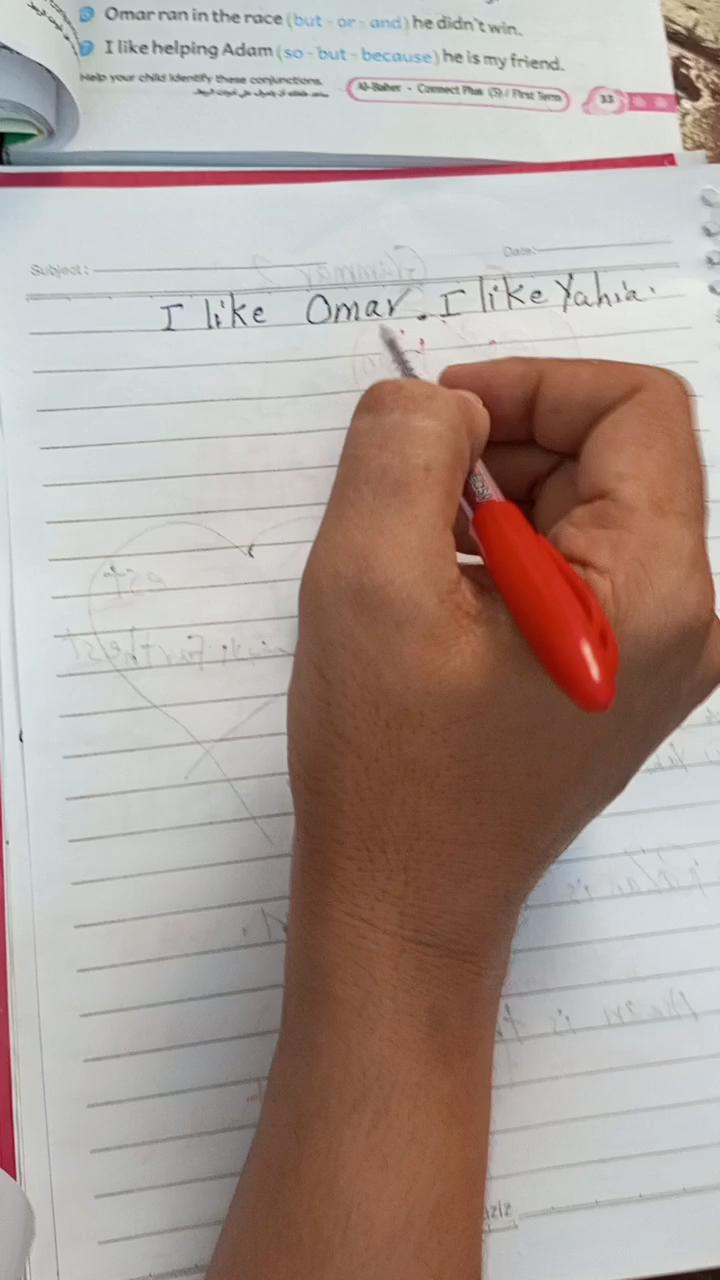 6 Omar ran in the race (but - or - and) he didn't win.
7 I like helping Adam (so - but - because) he is my friend.
Help your child identify these conjunctions.
Al-Baher - Connect Plus (5) / First Term
33
Subject:
Date:
I like Omar. I like Yahia.